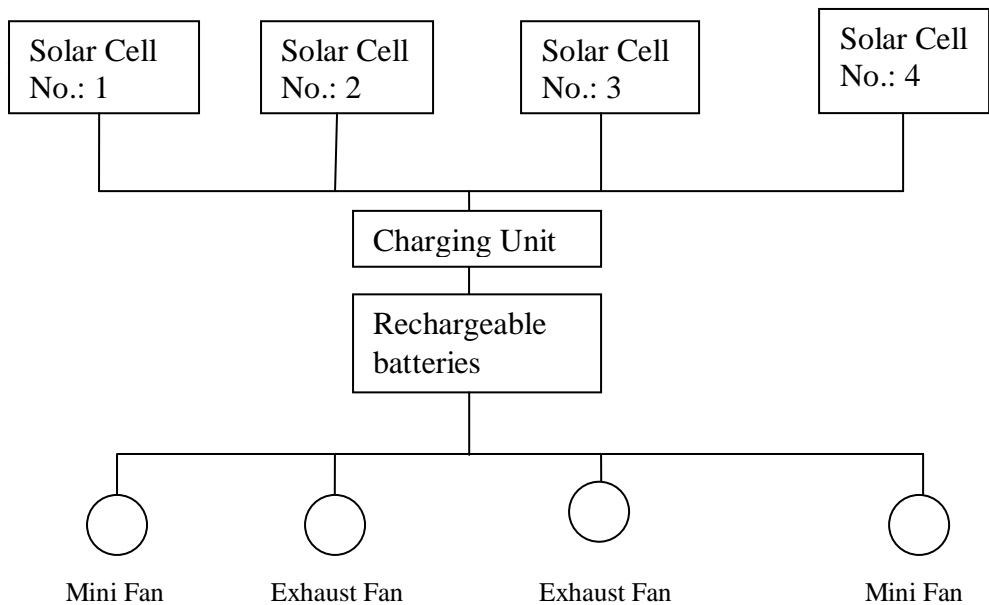 Solar Cell
No.: 1
Solar Cell
No.: 2
Solar Cell
No.: 3
Solar Cell
No.: 4
Charging Unit
Rechargeable
batteries
Mini Fan
Exhaust Fan
Exhaust Fan
Mini Fan